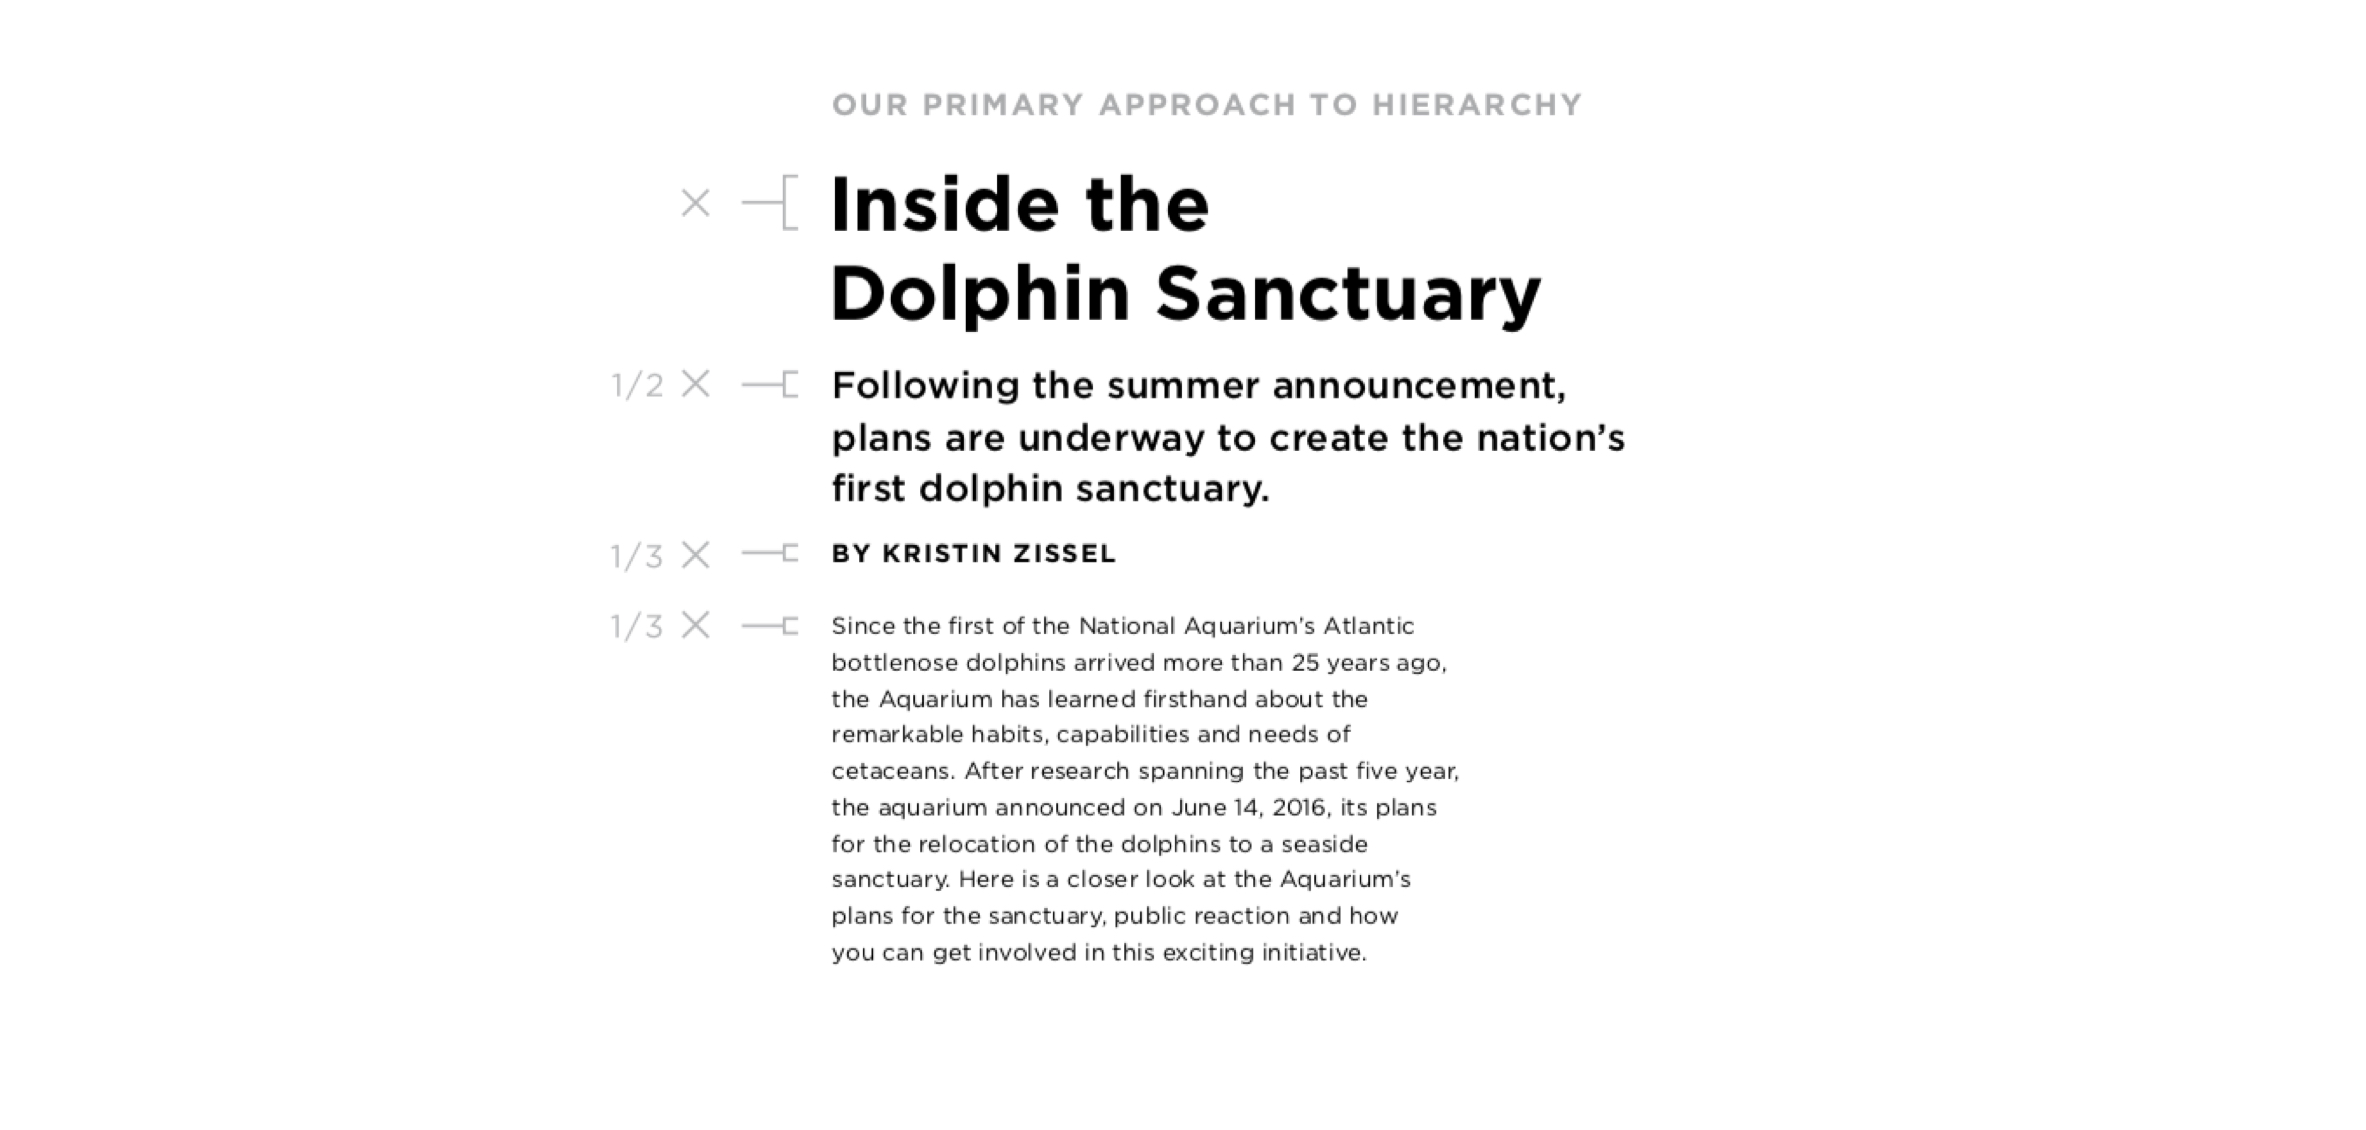 OUR PRIMARY APPROACH TO HIERARCHY
X Inside the
Dolphin Sanctuary
1/2 X Following the summer announcement,
plans are underway to create the nation’s
first dolphin sanctuary.
1/3 X BY KRISTIN ZISSEL
1/3 X Since the first of the National Aquarium’s Atlantic
bottlenose dolphins arrived more than 25 years ago,
the Aquarium has learned firsthand about the
remarkable habits, capabilities and needs of
cetaceans. After research spanning the past five year,
the aquarium announced on June 14, 2016, its plans
for the relocation of the dolphins to a seaside
sanctuary. Here is a closer look at the Aquarium’s
plans for the sanctuary, public reaction and how
you can get involved in this exciting initiative.